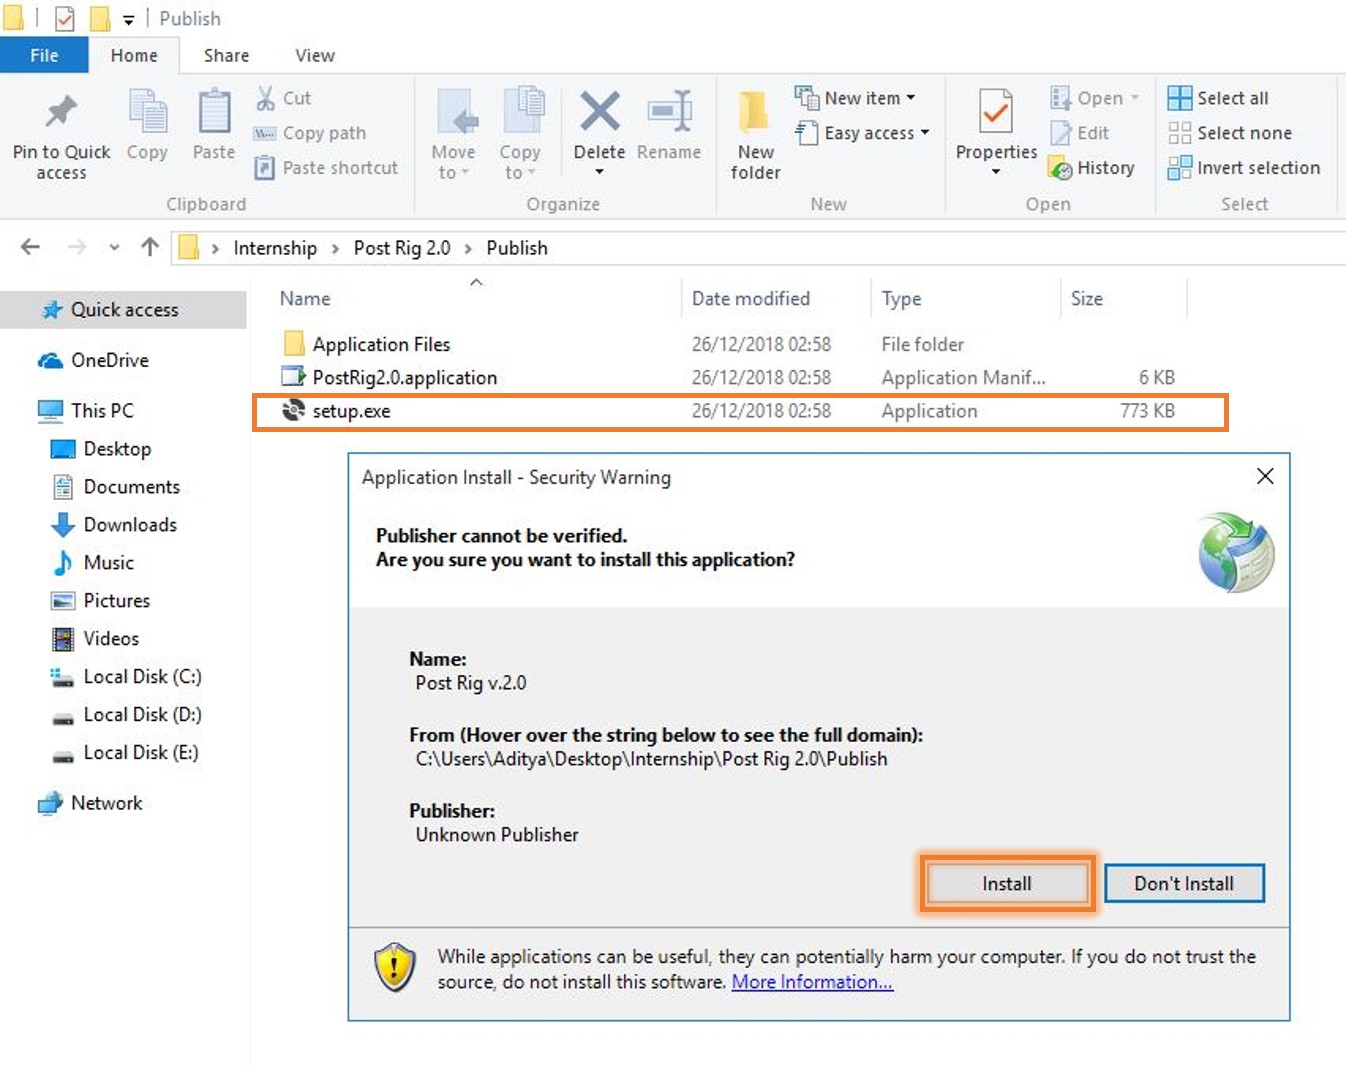 Publish
File Home Share View
Pin to Quick access
Copy
Paste
Cut
Copy path
Paste shortcut
Clipboard
Move to
Copy to
Delete
Rename
Organize
New folder
New item
Easy access
New
Properties
Open
Edit
History
Open
Select all
Select none
Invert selection
Select
Internship > Post Rig 2.0 > Publish
Quick access
OneDrive
This PC
Desktop
Documents
Downloads
Music
Pictures
Videos
Local Disk (C:)
Local Disk (D:)
Local Disk (E:)
Network
Name Date modified Type Size
Application Files 26/12/2018 02:58 File folder
PostRig2.0.application 26/12/2018 02:58 Application Manif... 6 KB
setup.exe 26/12/2018 02:58 Application 773 KB
Application Install - Security Warning
Publisher cannot be verified.
Are you sure you want to install this application?
Name:
Post Rig v.2.0
From (Hover over the string below to see the full domain):
C:\Users\Aditya\Desktop\Internship\Post Rig 2.0\Publish
Publisher:
Unknown Publisher
Install Don't Install
While applications can be useful, they can potentially harm your computer. If you do not trust the
source, do not install this software. More Information...